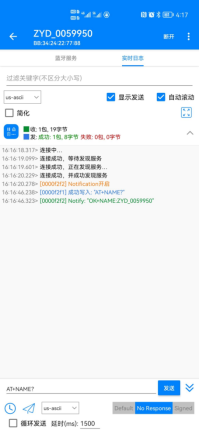 4:17
ZYD_0059950
BB:34:24:22:77:88
断开
蓝牙服务 实时日志
过滤关键字(不区分大小写)
us-ascii 显示发送 自动滚动
简化
收: 1包, 19字节
发: 成功: 1包, 8字节 失败: 0包, 0字节
16:16:18.317> 连接中...
16:16:19.099> 连接成功，等待发现服务
16:16:19.601> 连接成功，正在发现服务...
16:16:20.229> 连接成功，并成功发现服务
16:16:20.278> [0000f2f2] Notification开启
16:16:46.238> [0000f2f1] 成功写入: "AT+NAME?"
16:16:46.323> [0000f2f2] Notify: "OK+NAME:ZYD_0059950"
AT+NAME?
发送
us-ascii Default No Response Signed
循环发送 延时(ms): 1500